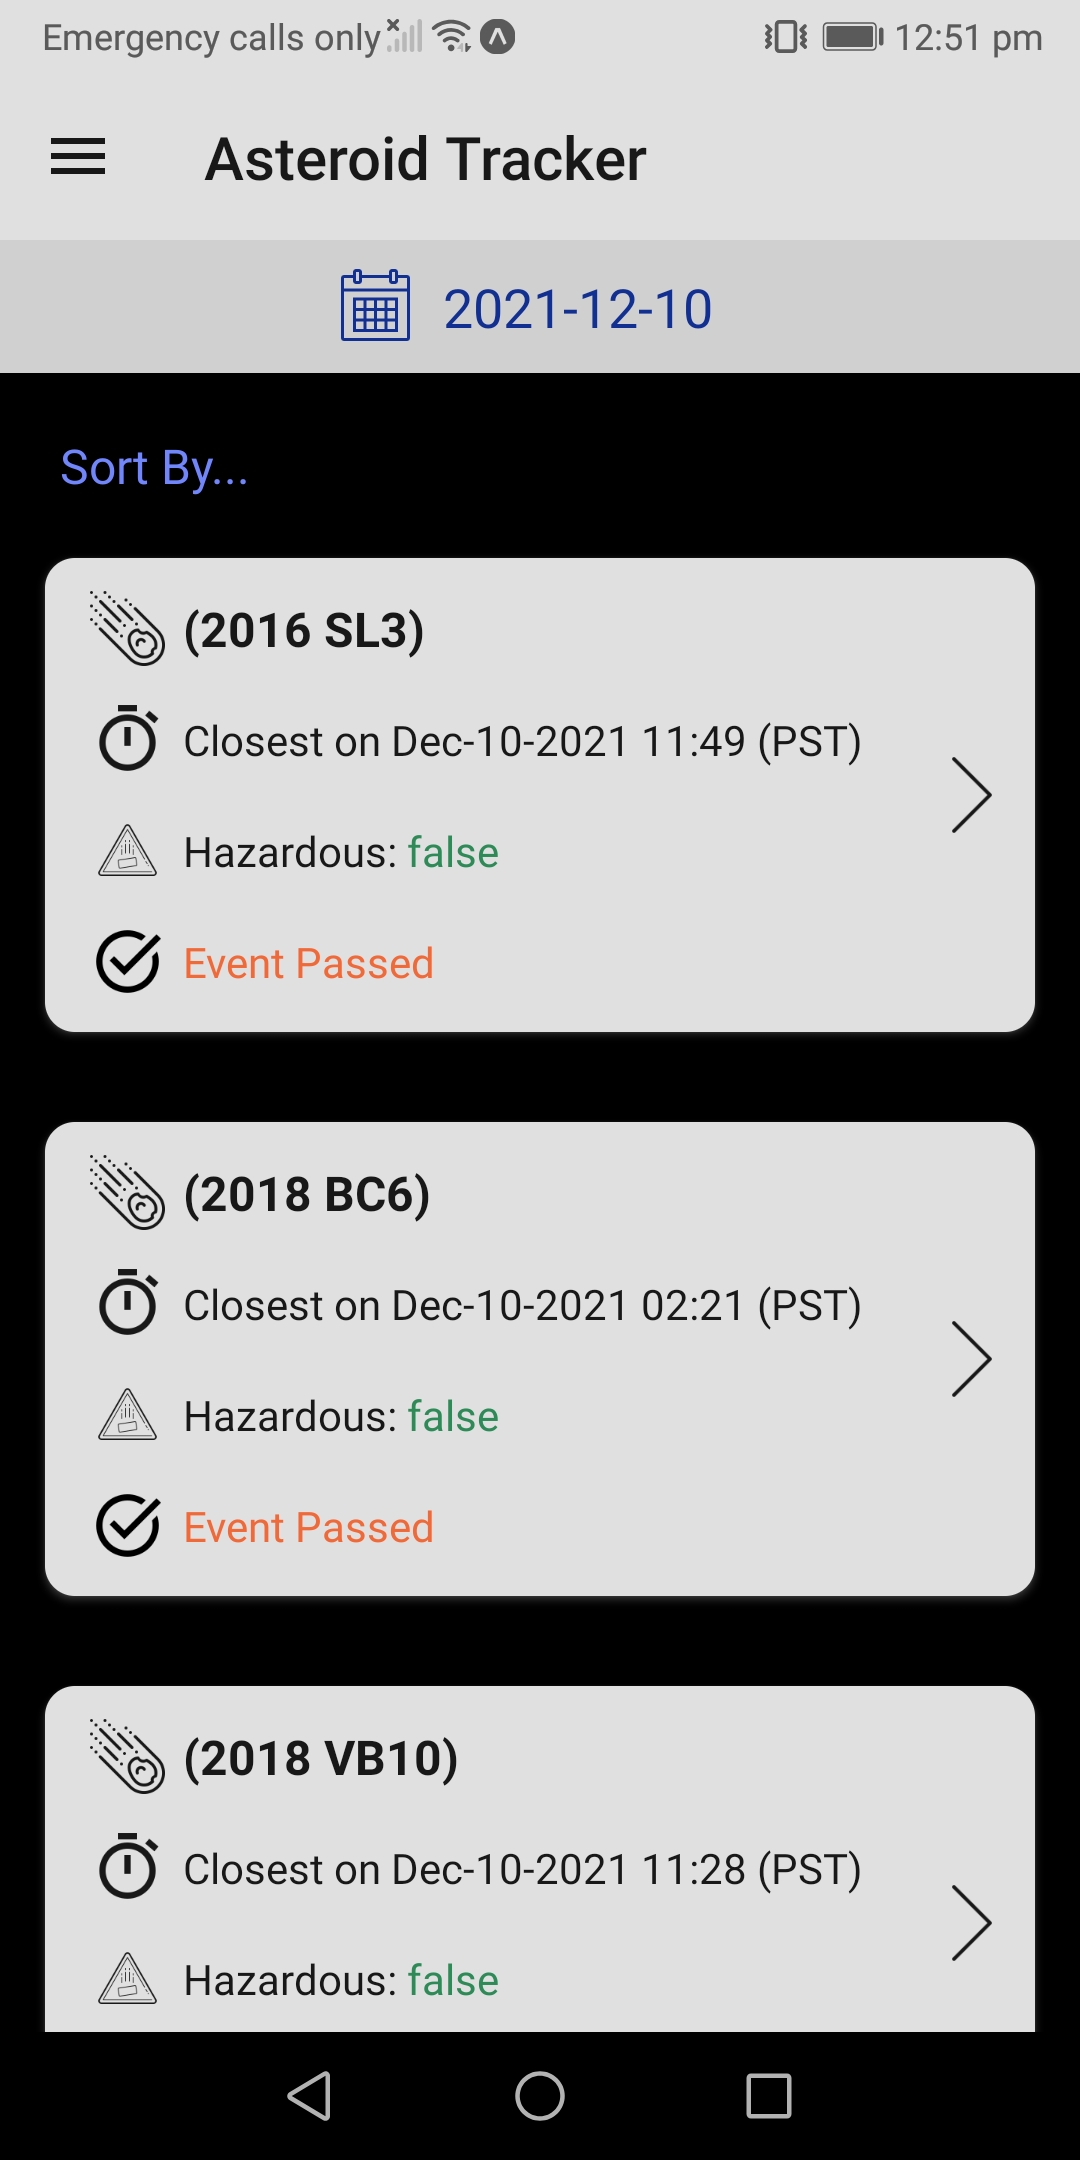 Emergency calls only 12:51 pm
Asteroid Tracker
2021-12-10
Sort By...
(2016 SL3)
Closest on Dec-10-2021 11:49 (PST)
Hazardous: false
Event Passed
(2018 BC6)
Closest on Dec-10-2021 02:21 (PST)
Hazardous: false
Event Passed
(2018 VB10)
Closest on Dec-10-2021 11:28 (PST)
Hazardous: false